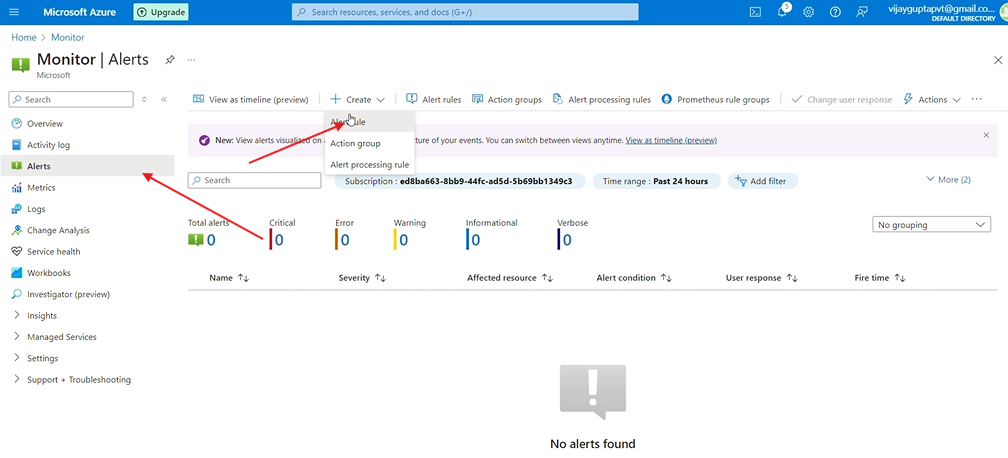 Microsoft Azure
Upgrade
Search resources, services, and docs (G+/)
5
vijayguptapvt@gmail.co...
DEFAULT DIRECTORY
Home > Monitor
Monitor | Alerts
Microsoft
Search
View as timeline (preview)
Create
Alert rules
Action groups
Alert processing rules
Prometheus rule groups
Change user response
Actions
Overview
Activity log
Alerts
Metrics
Logs
Change Analysis
Service health
Workbooks
Investigator (preview)
Insights
Managed Services
Settings
Support + Troubleshooting
Action group
Alert processing rule
New: View alerts visualized on
cture of your events. You can switch between views anytime. View as timeline (preview)
Search
Subscription : ed8ba663-8bb9-44fc-ad5d-5b69bb1349c3
Time range : Past 24 hours
Add filter
More (2)
Total alerts
0
Critical
0
Error
0
Warning
0
Informational
0
Verbose
0
No grouping
Name
Severity
Affected resource
Alert condition
User response
Fire time
No alerts found